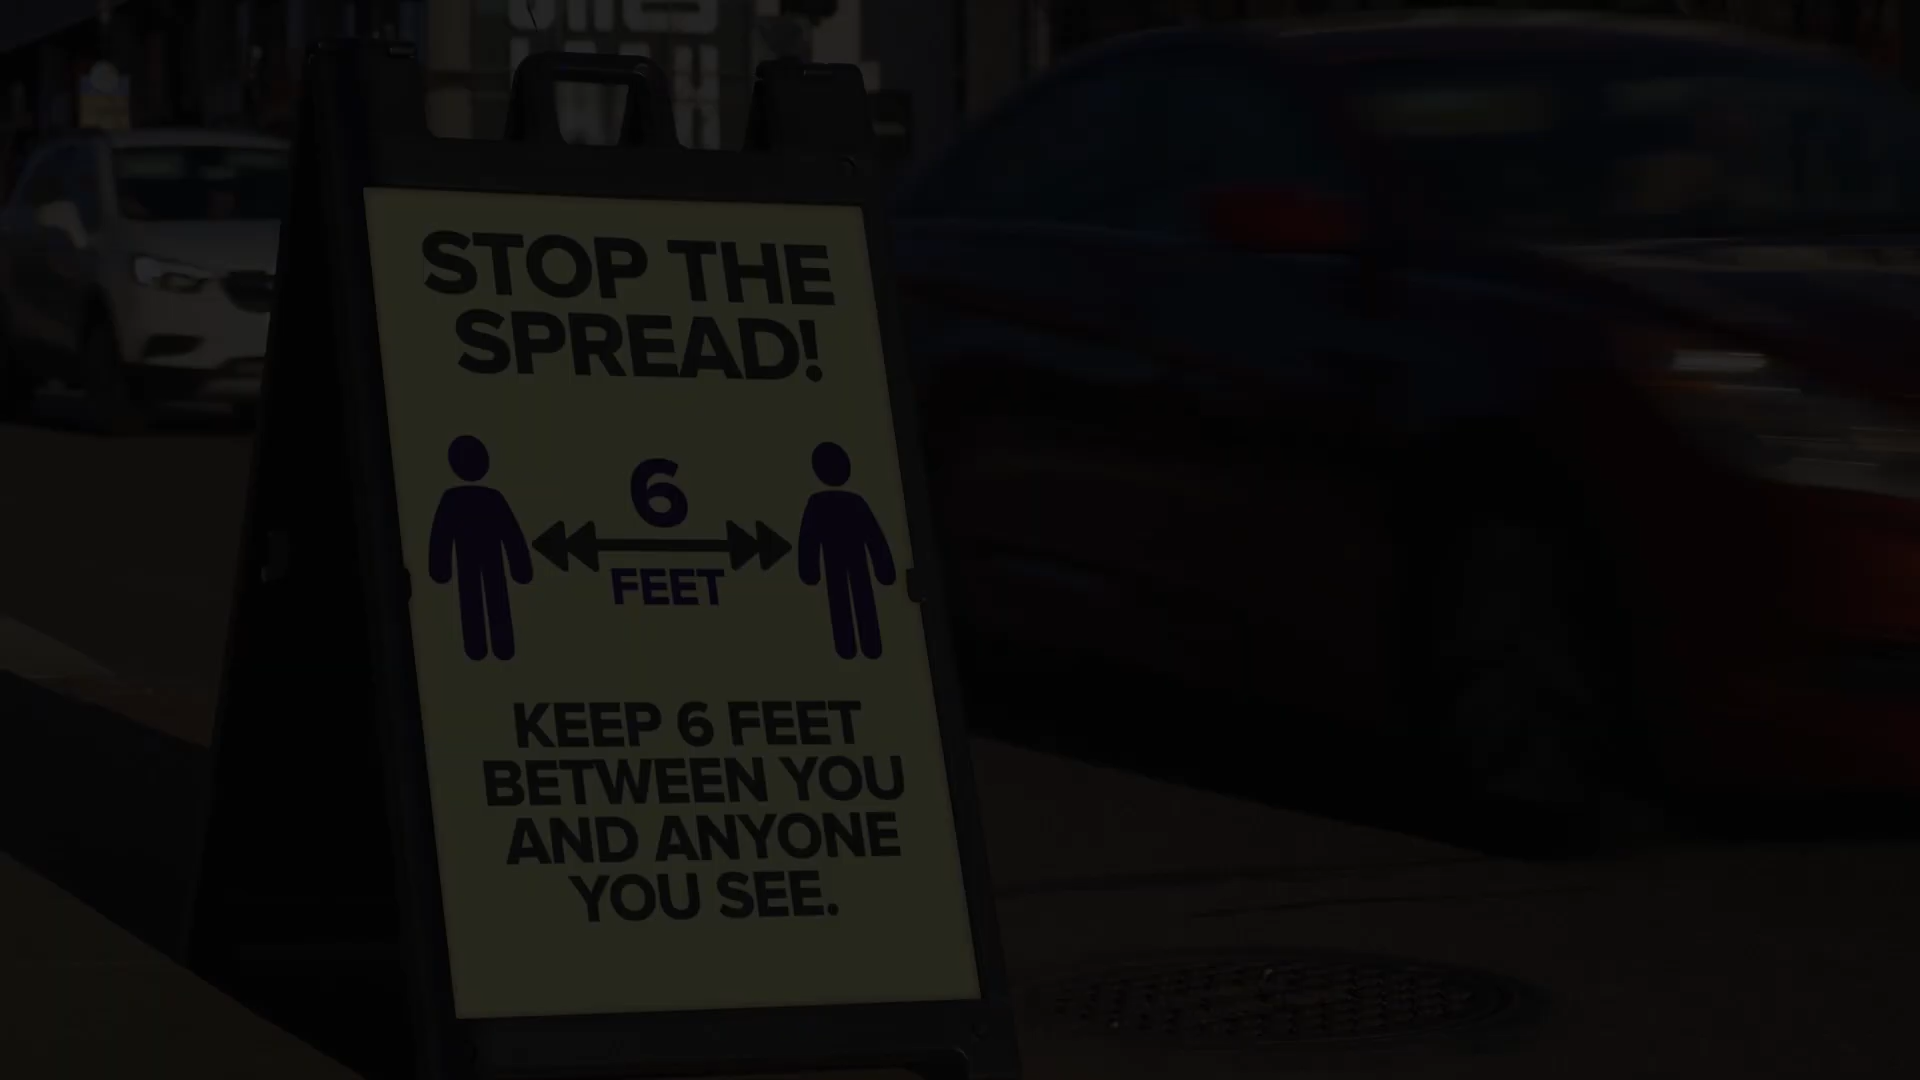 STOP THE
SPREAD!
6
FEET
KEEP 6 FEET
BETWEEN YOU
AND ANYONE
YOU SEE.